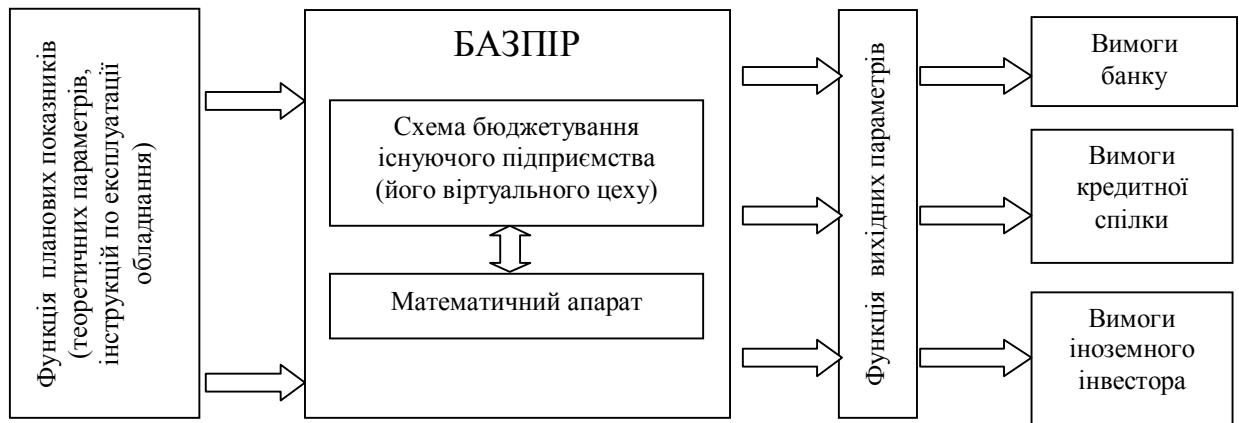 Функція планових показників
(теоретичних параметрів,
інструкцій по експлуатації
обладнання)
БАЗПІР
Схема бюджетування
існуючого підприємства
(його віртуального цеху)
Математичний апарат
Функція вихідних параметрів
Вимоги
банку
Вимоги
кредитної
спілки
Вимоги
іноземного
інвестора